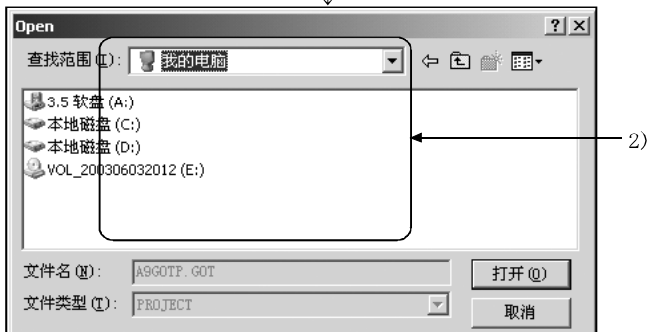 Open
查找范围(I): 我的电脑
3.5 软盘 (A:)
本地磁盘 (C:)
本地磁盘 (D:)
VOL_200306032012 (E:)
2)
文件名(N): A9GOTP.GOT
打开(O)
文件类型(T): PROJECT
取消